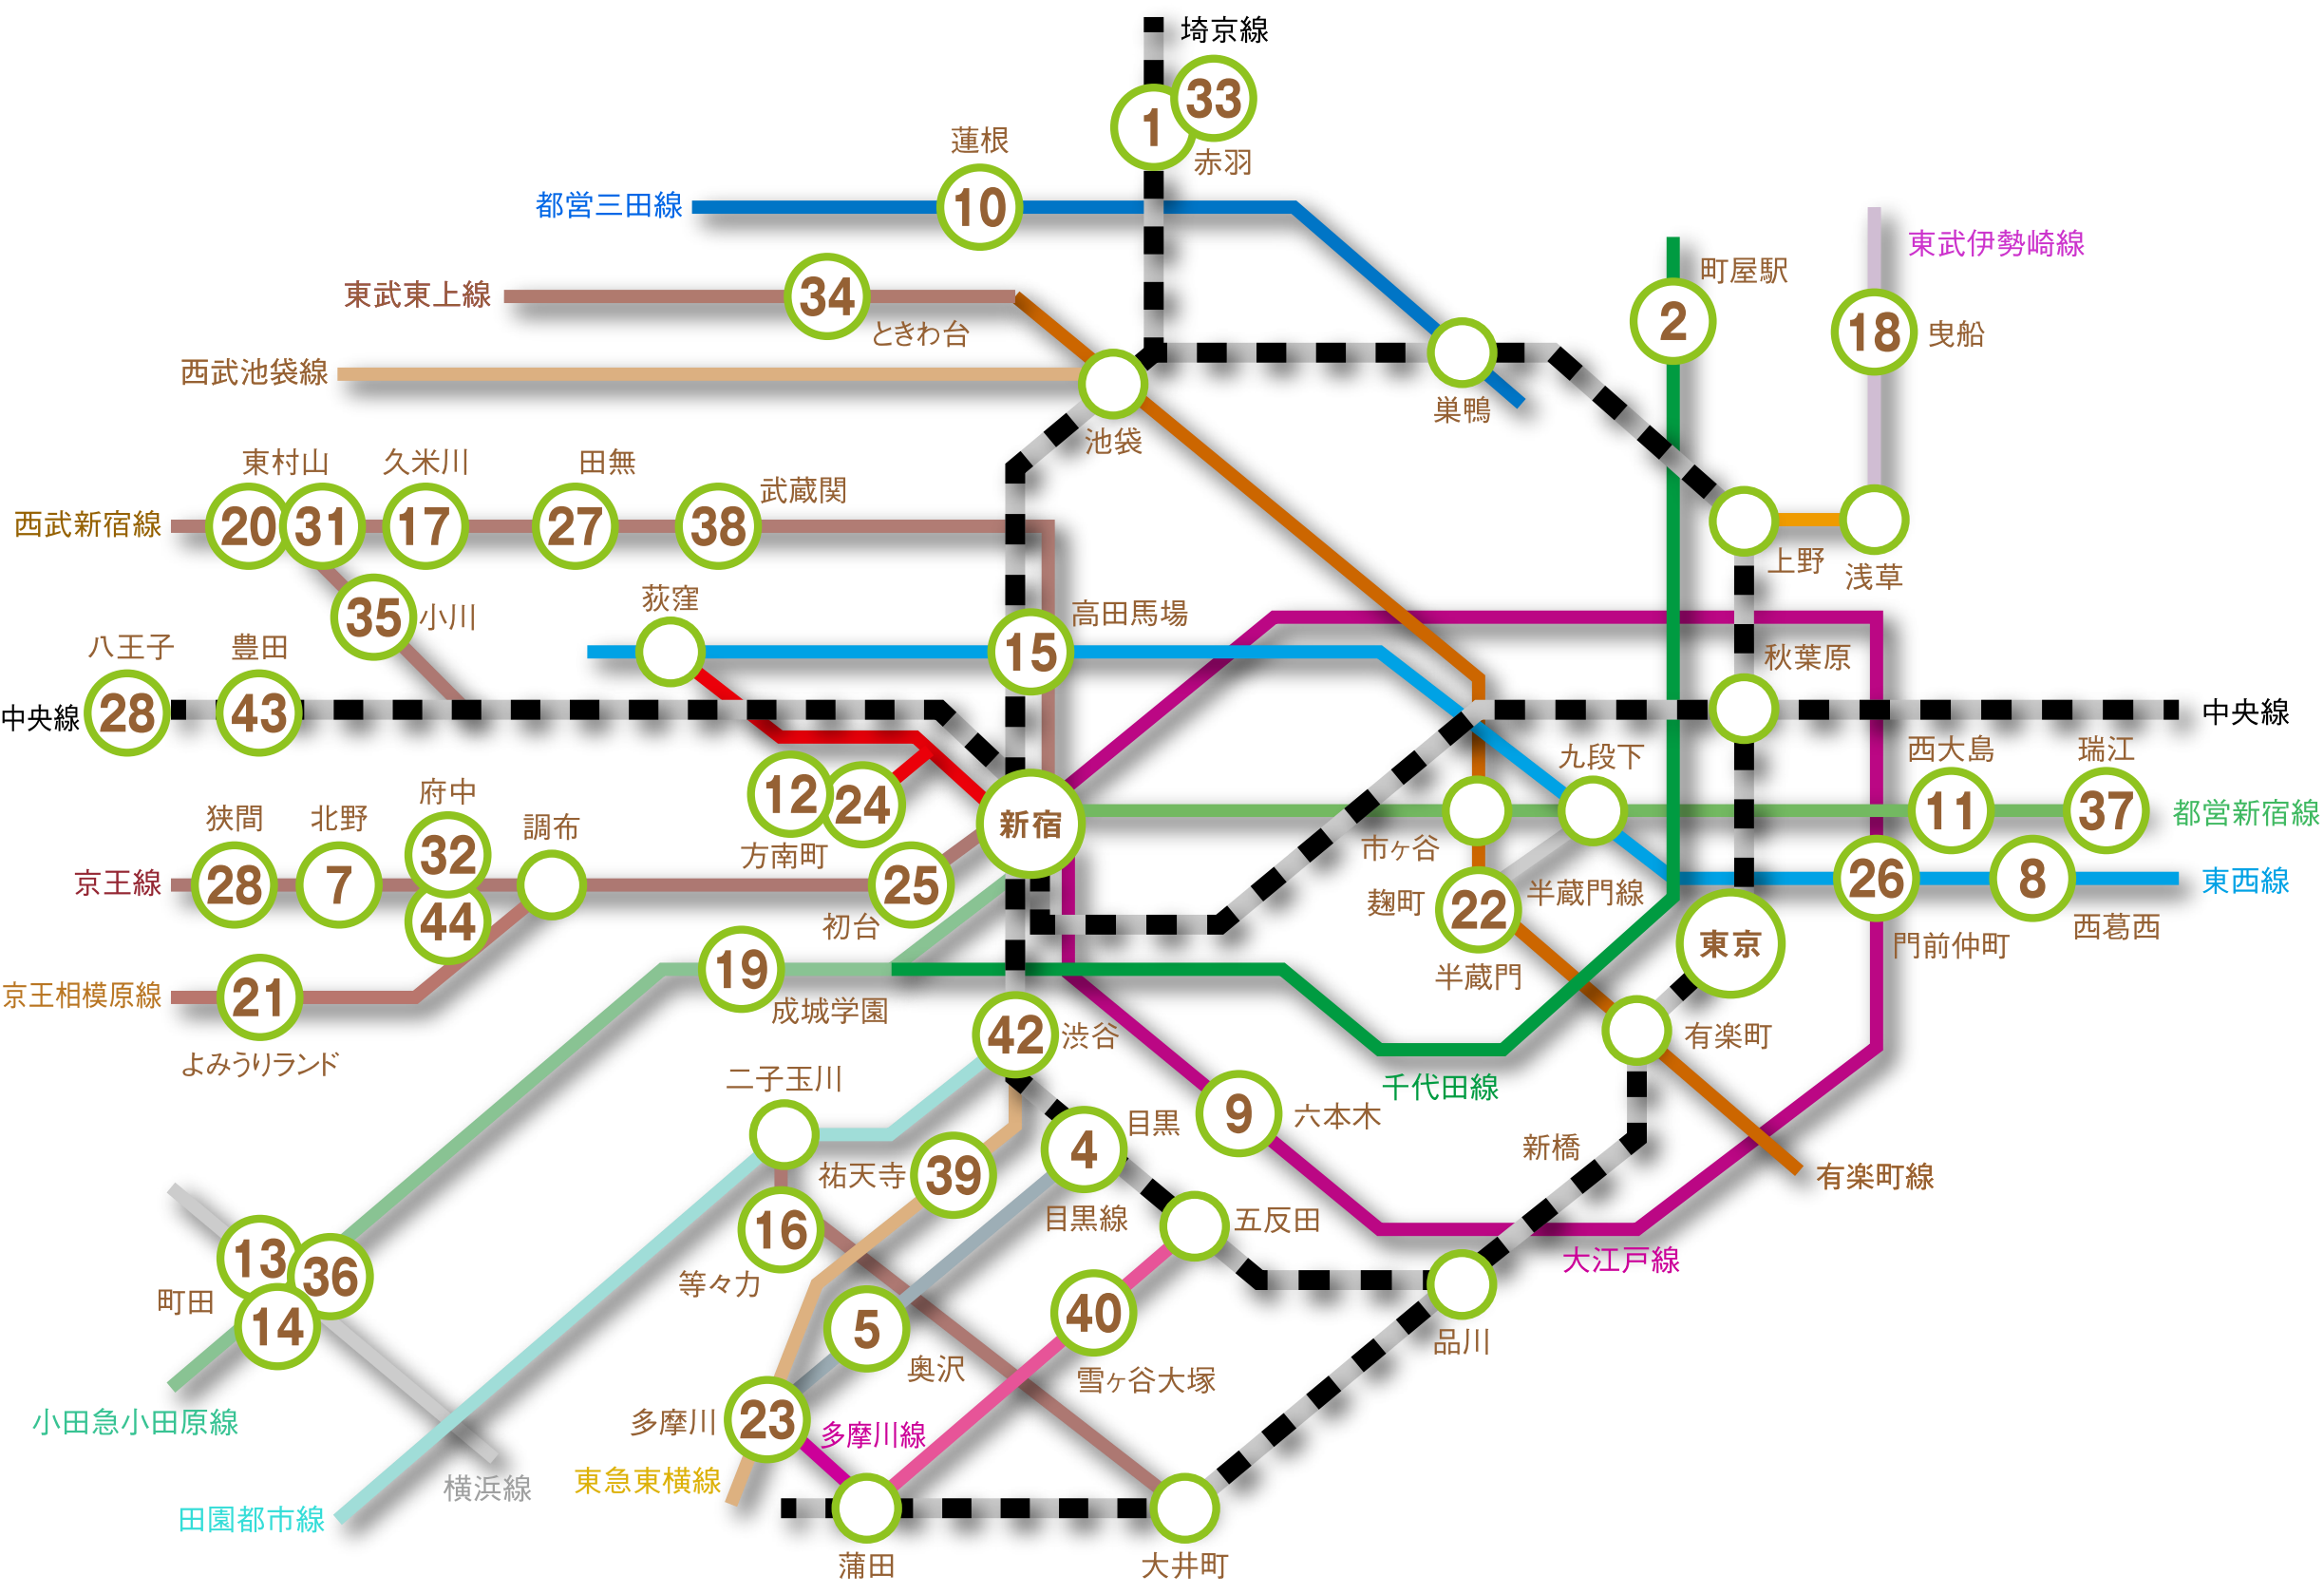 埼京線
33
1
赤羽
蓮根
都営三田線
10
東武伊勢崎線
町屋駅
東武東上線
34
2
18
曳船
ときわ台
西武池袋線
巣鴨
池袋
東村山
久米川
田無
武蔵関
西武新宿線
20
31
17
27
38
上野
浅草
荻窪
35
小川
高田馬場
八王子
豊田
15
秋葉原
28
43
中央線
中央線
九段下
西大島
瑞江
狭間
北野
府中
調布
12
24
新宿
11
37
都営新宿線
方南町
市ヶ谷
京王線
28
7
32
25
麹町
22
半蔵門線
26
8
東西線
44
初台
門前仲町
西葛西
東京
京王相模原線
21
19
成城学園
半蔵門
よみうりランド
42
渋谷
有楽町
二子玉川
千代田線
9
六本木
目黒
4
新橋
祐天寺
39
有楽町線
16
目黒線
五反田
13
36
等々力
大江戸線
町田
14
5
40
品川
奥沢
雪ヶ谷大塚
小田急小田原線
23
多摩川
多摩川線
横浜線
東急東横線
田園都市線
蒲田
大井町